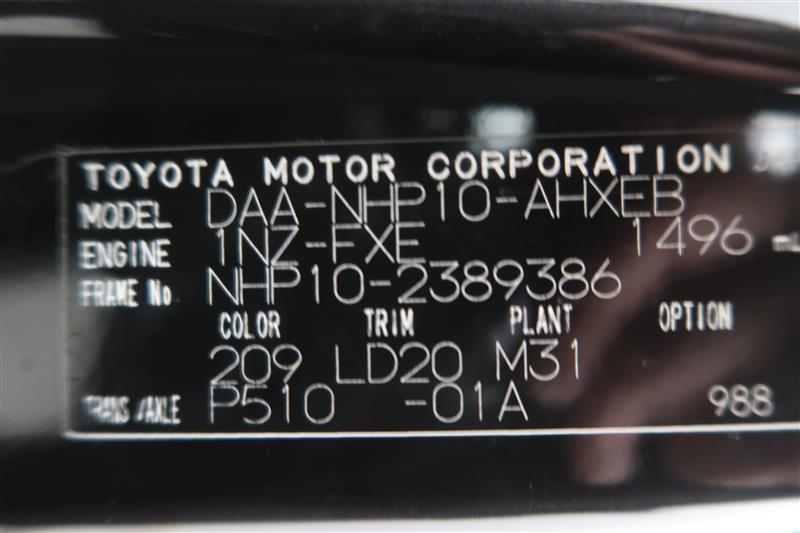 TOYOTA MOTOR CORPORATION
MODEL DAA-NHP10-AHXEB
ENGINE 1NZ-FXE 1496 mL
FRAME No NHP10-2389386
COLOR TRIM PLANT OPTION
209 LD20 M31
TRANS/AXLE P510 -01A 988